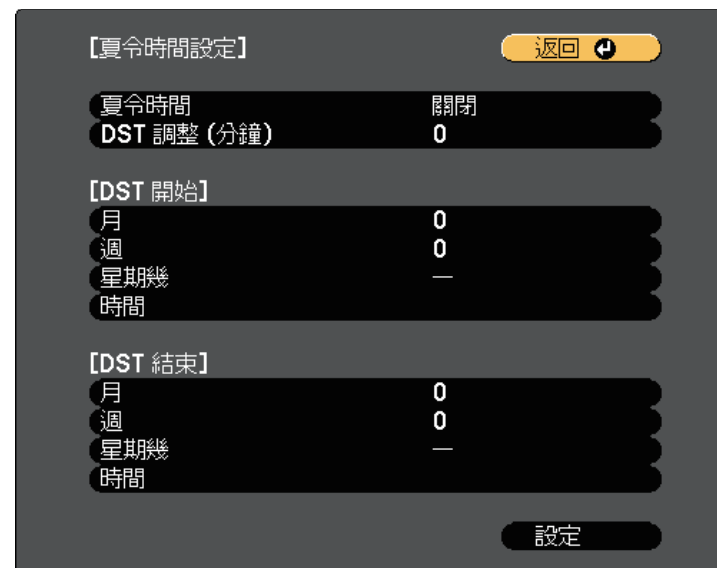 [夏令時間設定] 返回
夏令時間 關閉
DST 調整 (分鐘) 0
[DST 開始]
月 0
週 0
星期幾 —
時間
[DST 結束]
月 0
週 0
星期幾 —
時間
設定